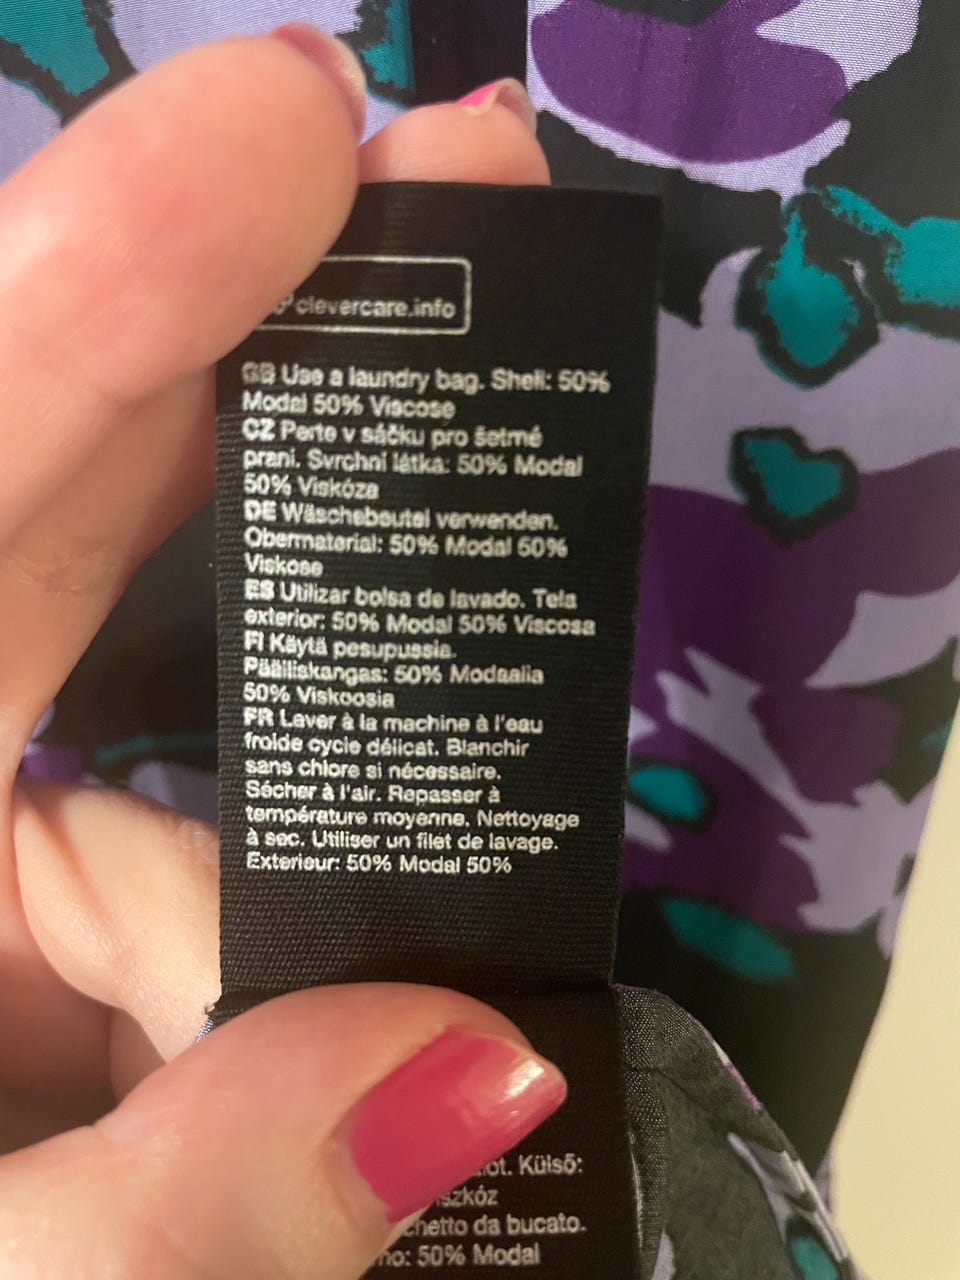 clevercare.info
GB Use a laundry bag. Shell: 50%
Modal 50% Viscose
CZ Perte v sáčku pro šetrné
praní. Svrchní látka: 50% Modal
50% Viskóza
DE Wäschebeutel verwenden.
Obermaterial: 50% Modal 50%
Viskose
ES Utilizar bolsa de lavado. Tela
exterior: 50% Modal 50% Viscosa
FI Käytä pesupussia.
Päälliskangas: 50% Modaalia
50% Viskoosia
FR Laver à la machine à l'eau
froide cycle délicat. Blanchir
sans chlore si nécessaire.
Sécher à l'air. Repasser à
température moyenne. Nettoyage
à sec. Utiliser un filet de lavage.
Exterieur: 50% Modal 50%
Külső:
da bucato.
50% Modal